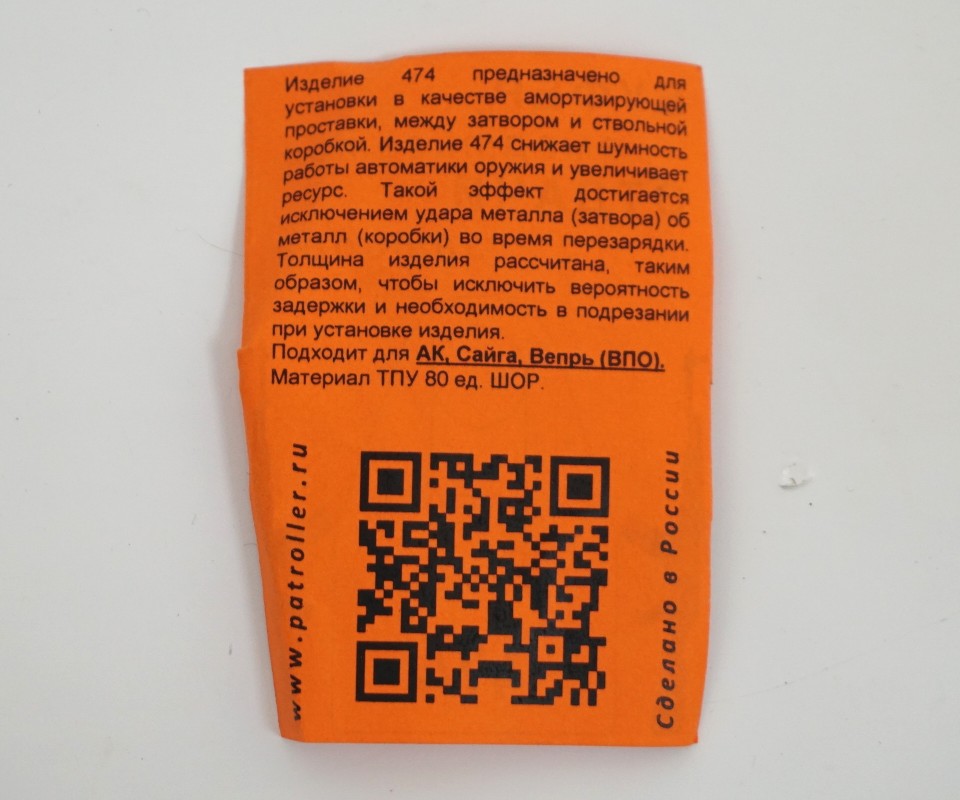 Изделие 474 предназначено для
установки в качестве амортизирующей
проставки, между затвором и ствольной
коробкой. Изделие 474 снижает шумность
работы автоматики оружия и увеличивает
ресурс. Такой эффект достигается
исключением удара металла (затвора) об
металл (коробки) во время перезарядки.
Толщина изделия рассчитана, таким
образом, чтобы исключить вероятность
задержки и необходимость в подрезании
при установке изделия.
Подходит для АК, Сайга, Вепрь (ВПО).
Материал ТПУ 80 ед. ШОР.
www.patroller.ru
Сделано в России